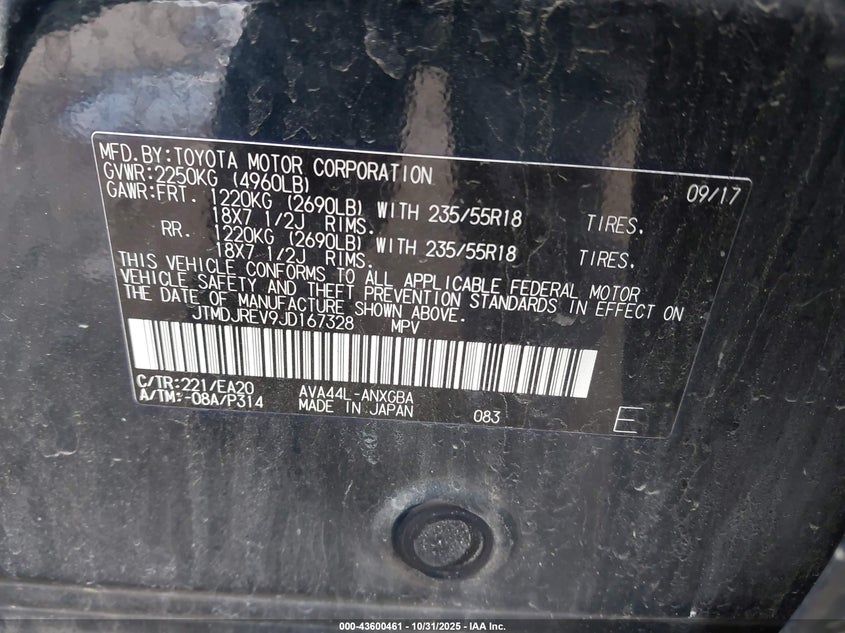 MFD.BY:TOYOTA MOTOR CORPORATION 09/17
GVWR:2250KG (4960LB)
GAWR:FRT. 1220KG (2690LB) WITH 235/55R18 TIRES.
18X7 1/2J RIMS.
RR. 1220KG (2690LB) WITH 235/55R18 TIRES.
18X7 1/2J RIMS.
THIS VEHICLE CONFORMS TO ALL APPLICABLE FEDERAL MOTOR
VEHICLE SAFETY AND THEFT PREVENTION STANDARDS IN EFFECT ON
THE DATE OF MANUFACTURE SHOWN ABOVE.
JTMDJREV9JD167328 MPV
C/TR:221/EA20 AVA44L-ANXGBA
A/TM:-08A/P314 MADE IN JAPAN 083 E
000-43600461 - 10/31/2025 - IAA Inc.